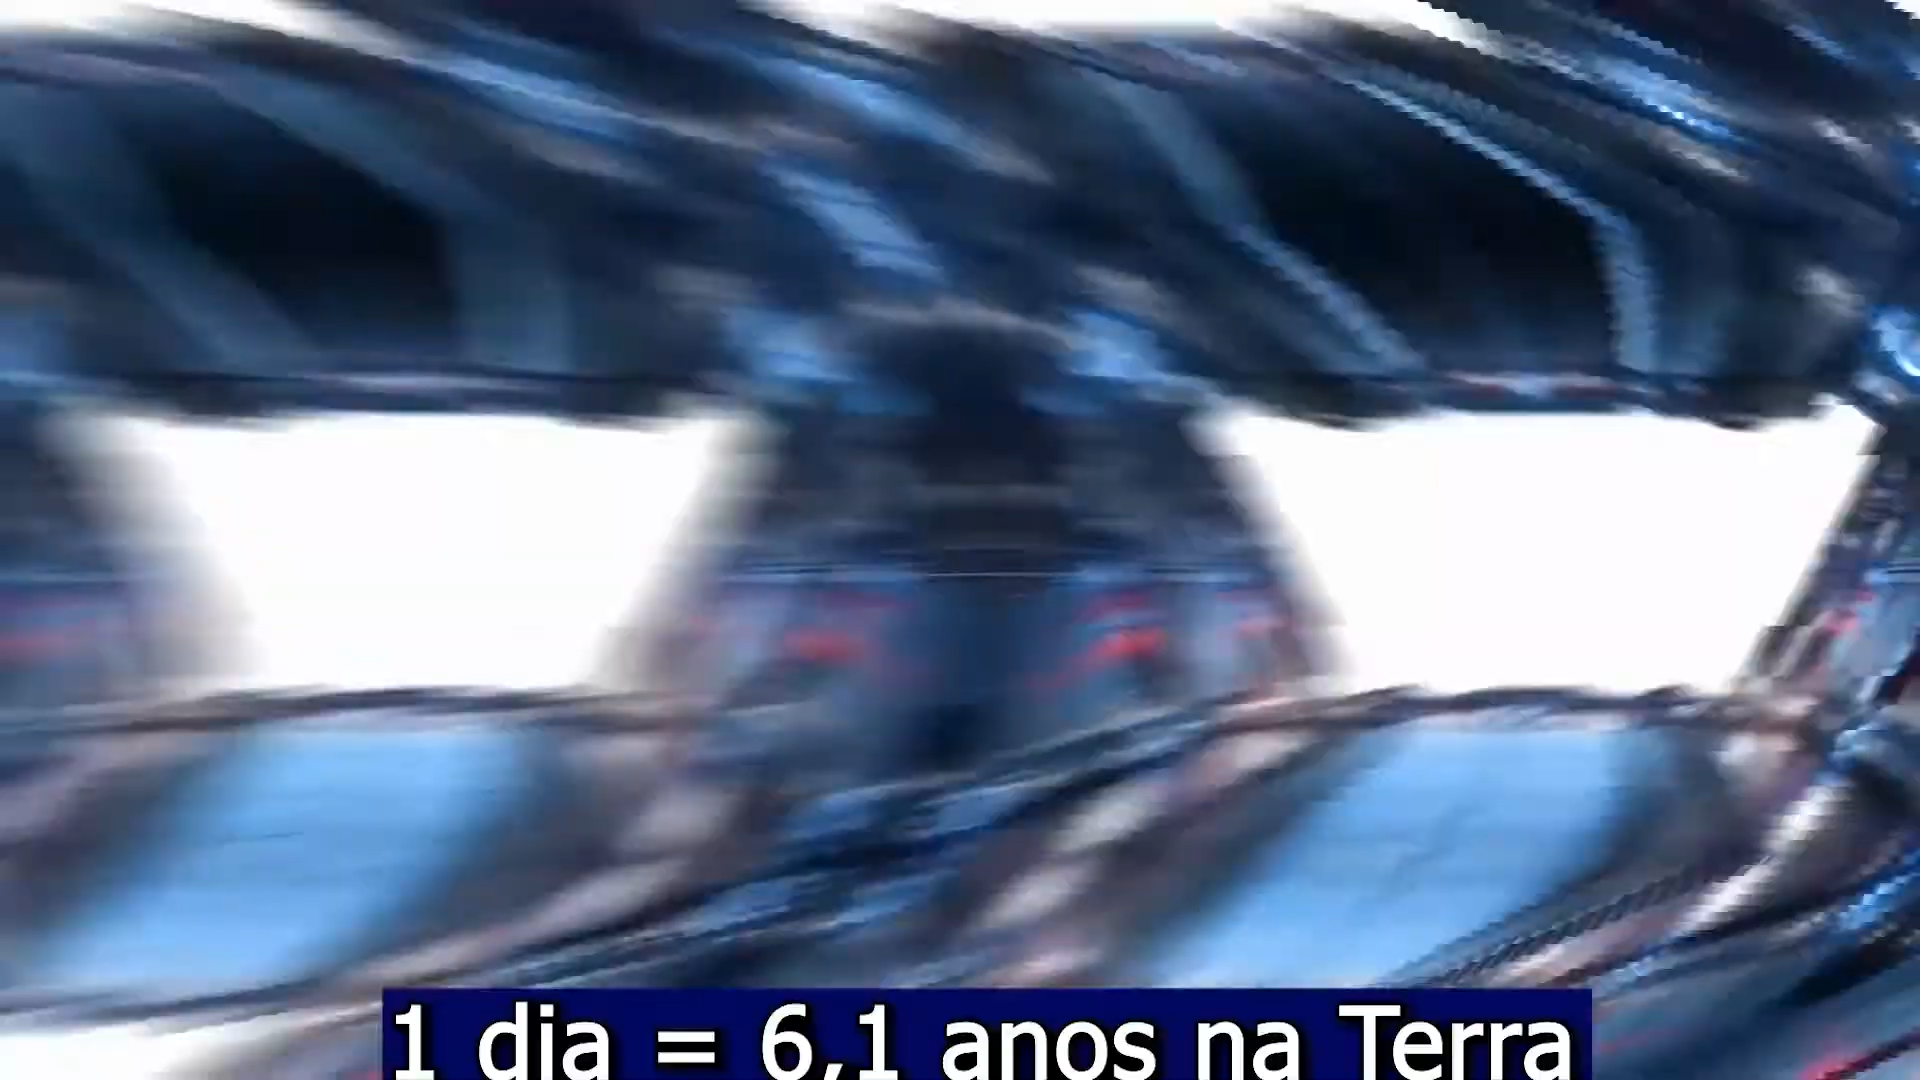 1 dia = 6,1 anos na Terra